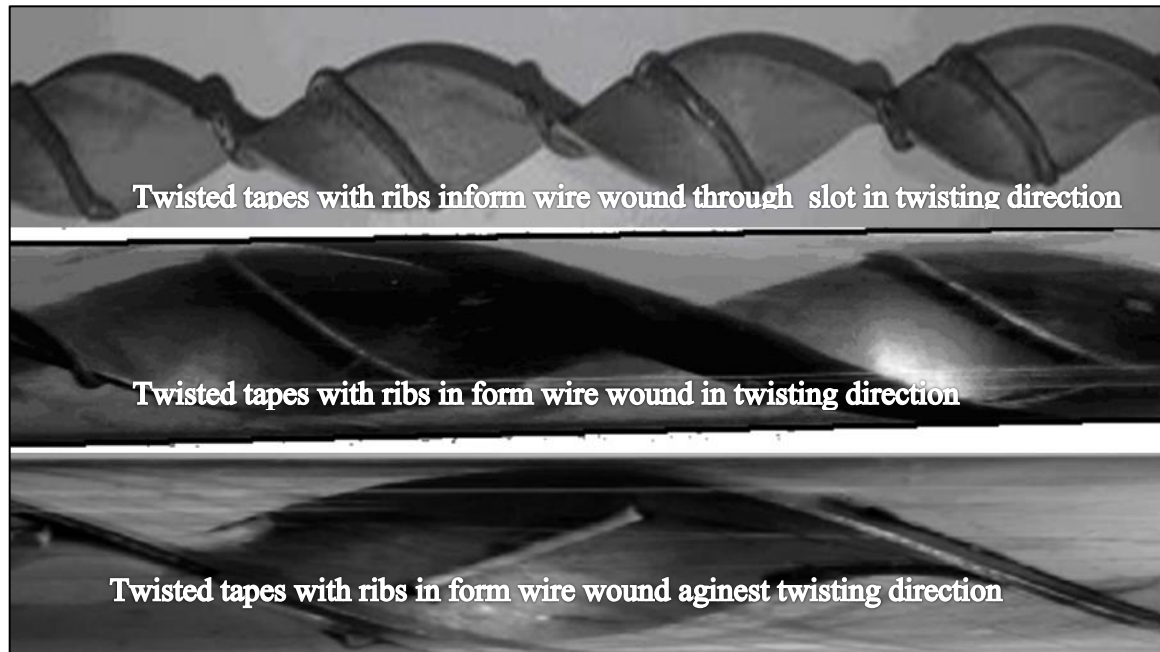 Twisted tapes with ribs inform wire wound through slot in twisting direction
Twisted tapes with ribs in form wire wound in twisting direction
Twisted tapes with ribs in form wire wound aginest twisting direction